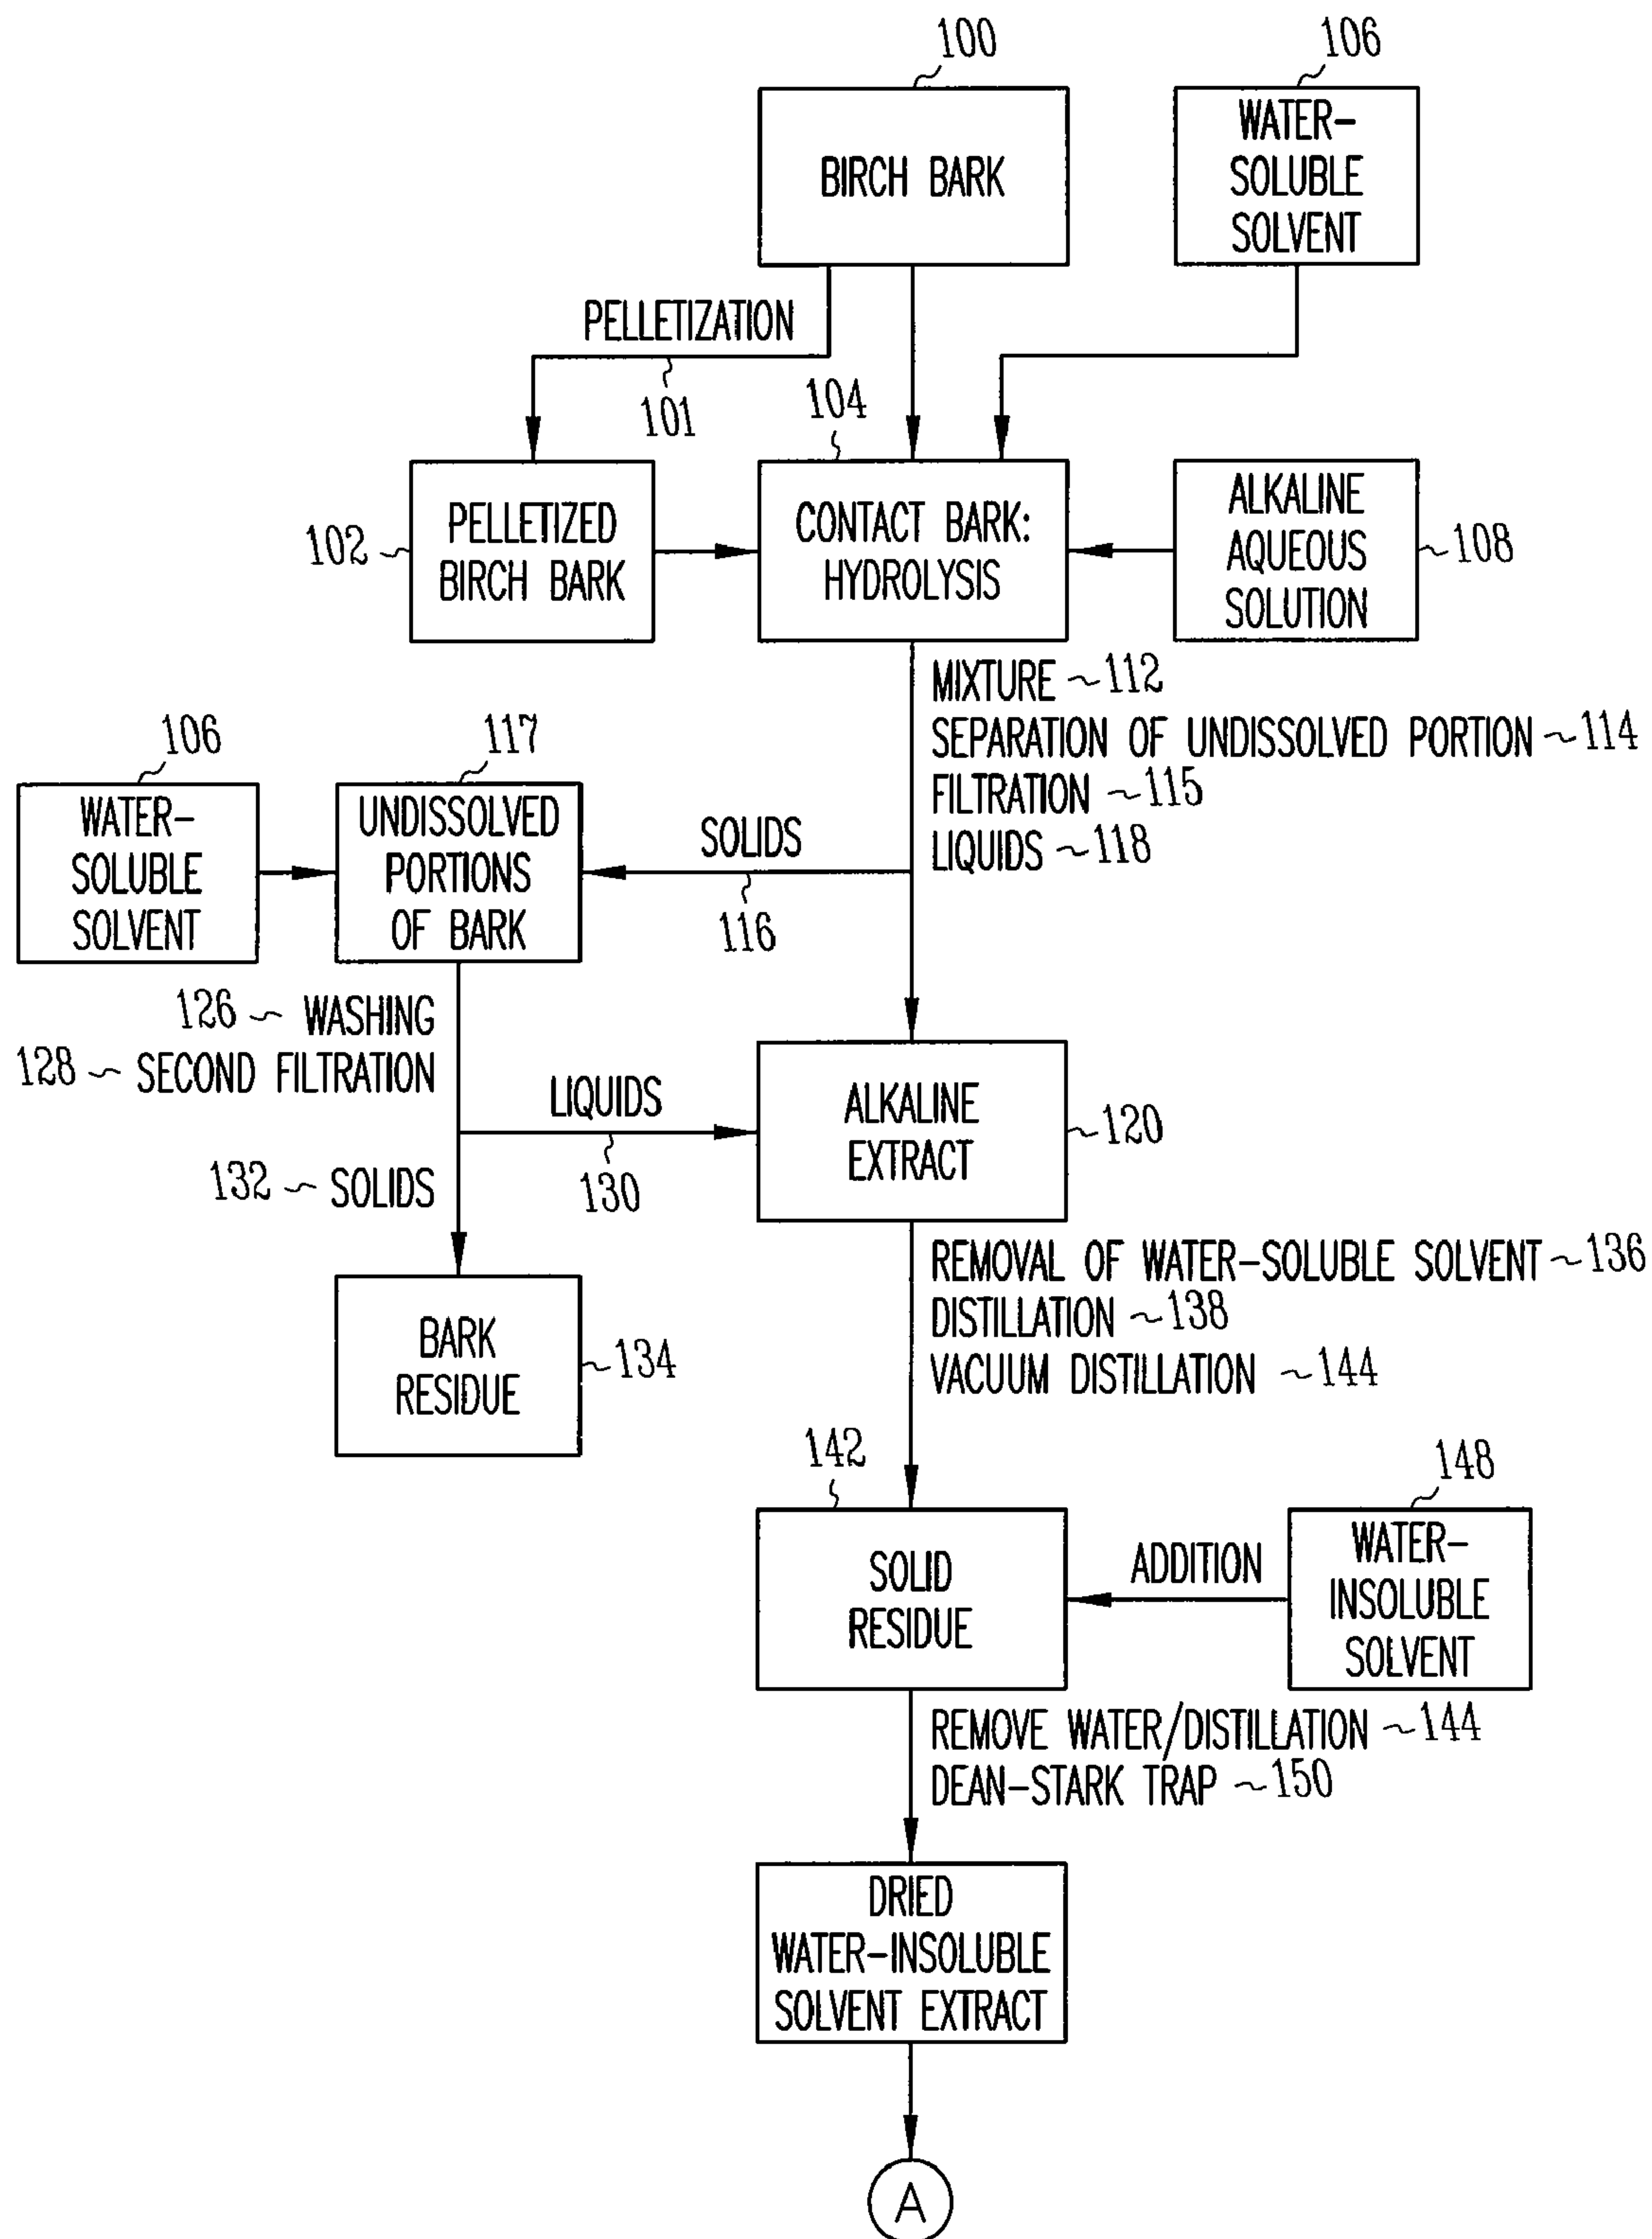 100
106
BIRCH BARK
WATER-
SOLUBLE
SOLVENT
PELLETIZATION
101
104
102
PELLETIZED
BIRCH BARK
CONTACT BARK:
HYDROLYSIS
ALKALINE
AQUEOUS
SOLUTION
108
MIXTURE 112
SEPARATION OF UNDISSOLVED PORTION 114
FILTRATION 115
LIQUIDS 118
106
117
WATER-
SOLUBLE
SOLVENT
UNDISSOLVED
PORTIONS
OF BARK
SOLIDS
116
126 WASHING
128 SECOND FILTRATION
LIQUIDS
130
132 SOLIDS
ALKALINE
EXTRACT
120
BARK
RESIDUE
134
REMOVAL OF WATER-SOLUBLE SOLVENT 136
DISTILLATION 138
VACUUM DISTILLATION 144
142
148
SOLID
RESIDUE
ADDITION
WATER-
INSOLUBLE
SOLVENT
REMOVE WATER/DISTILLATION 144
DEAN-STARK TRAP 150
DRIED
WATER-INSOLUBLE
SOLVENT EXTRACT
A